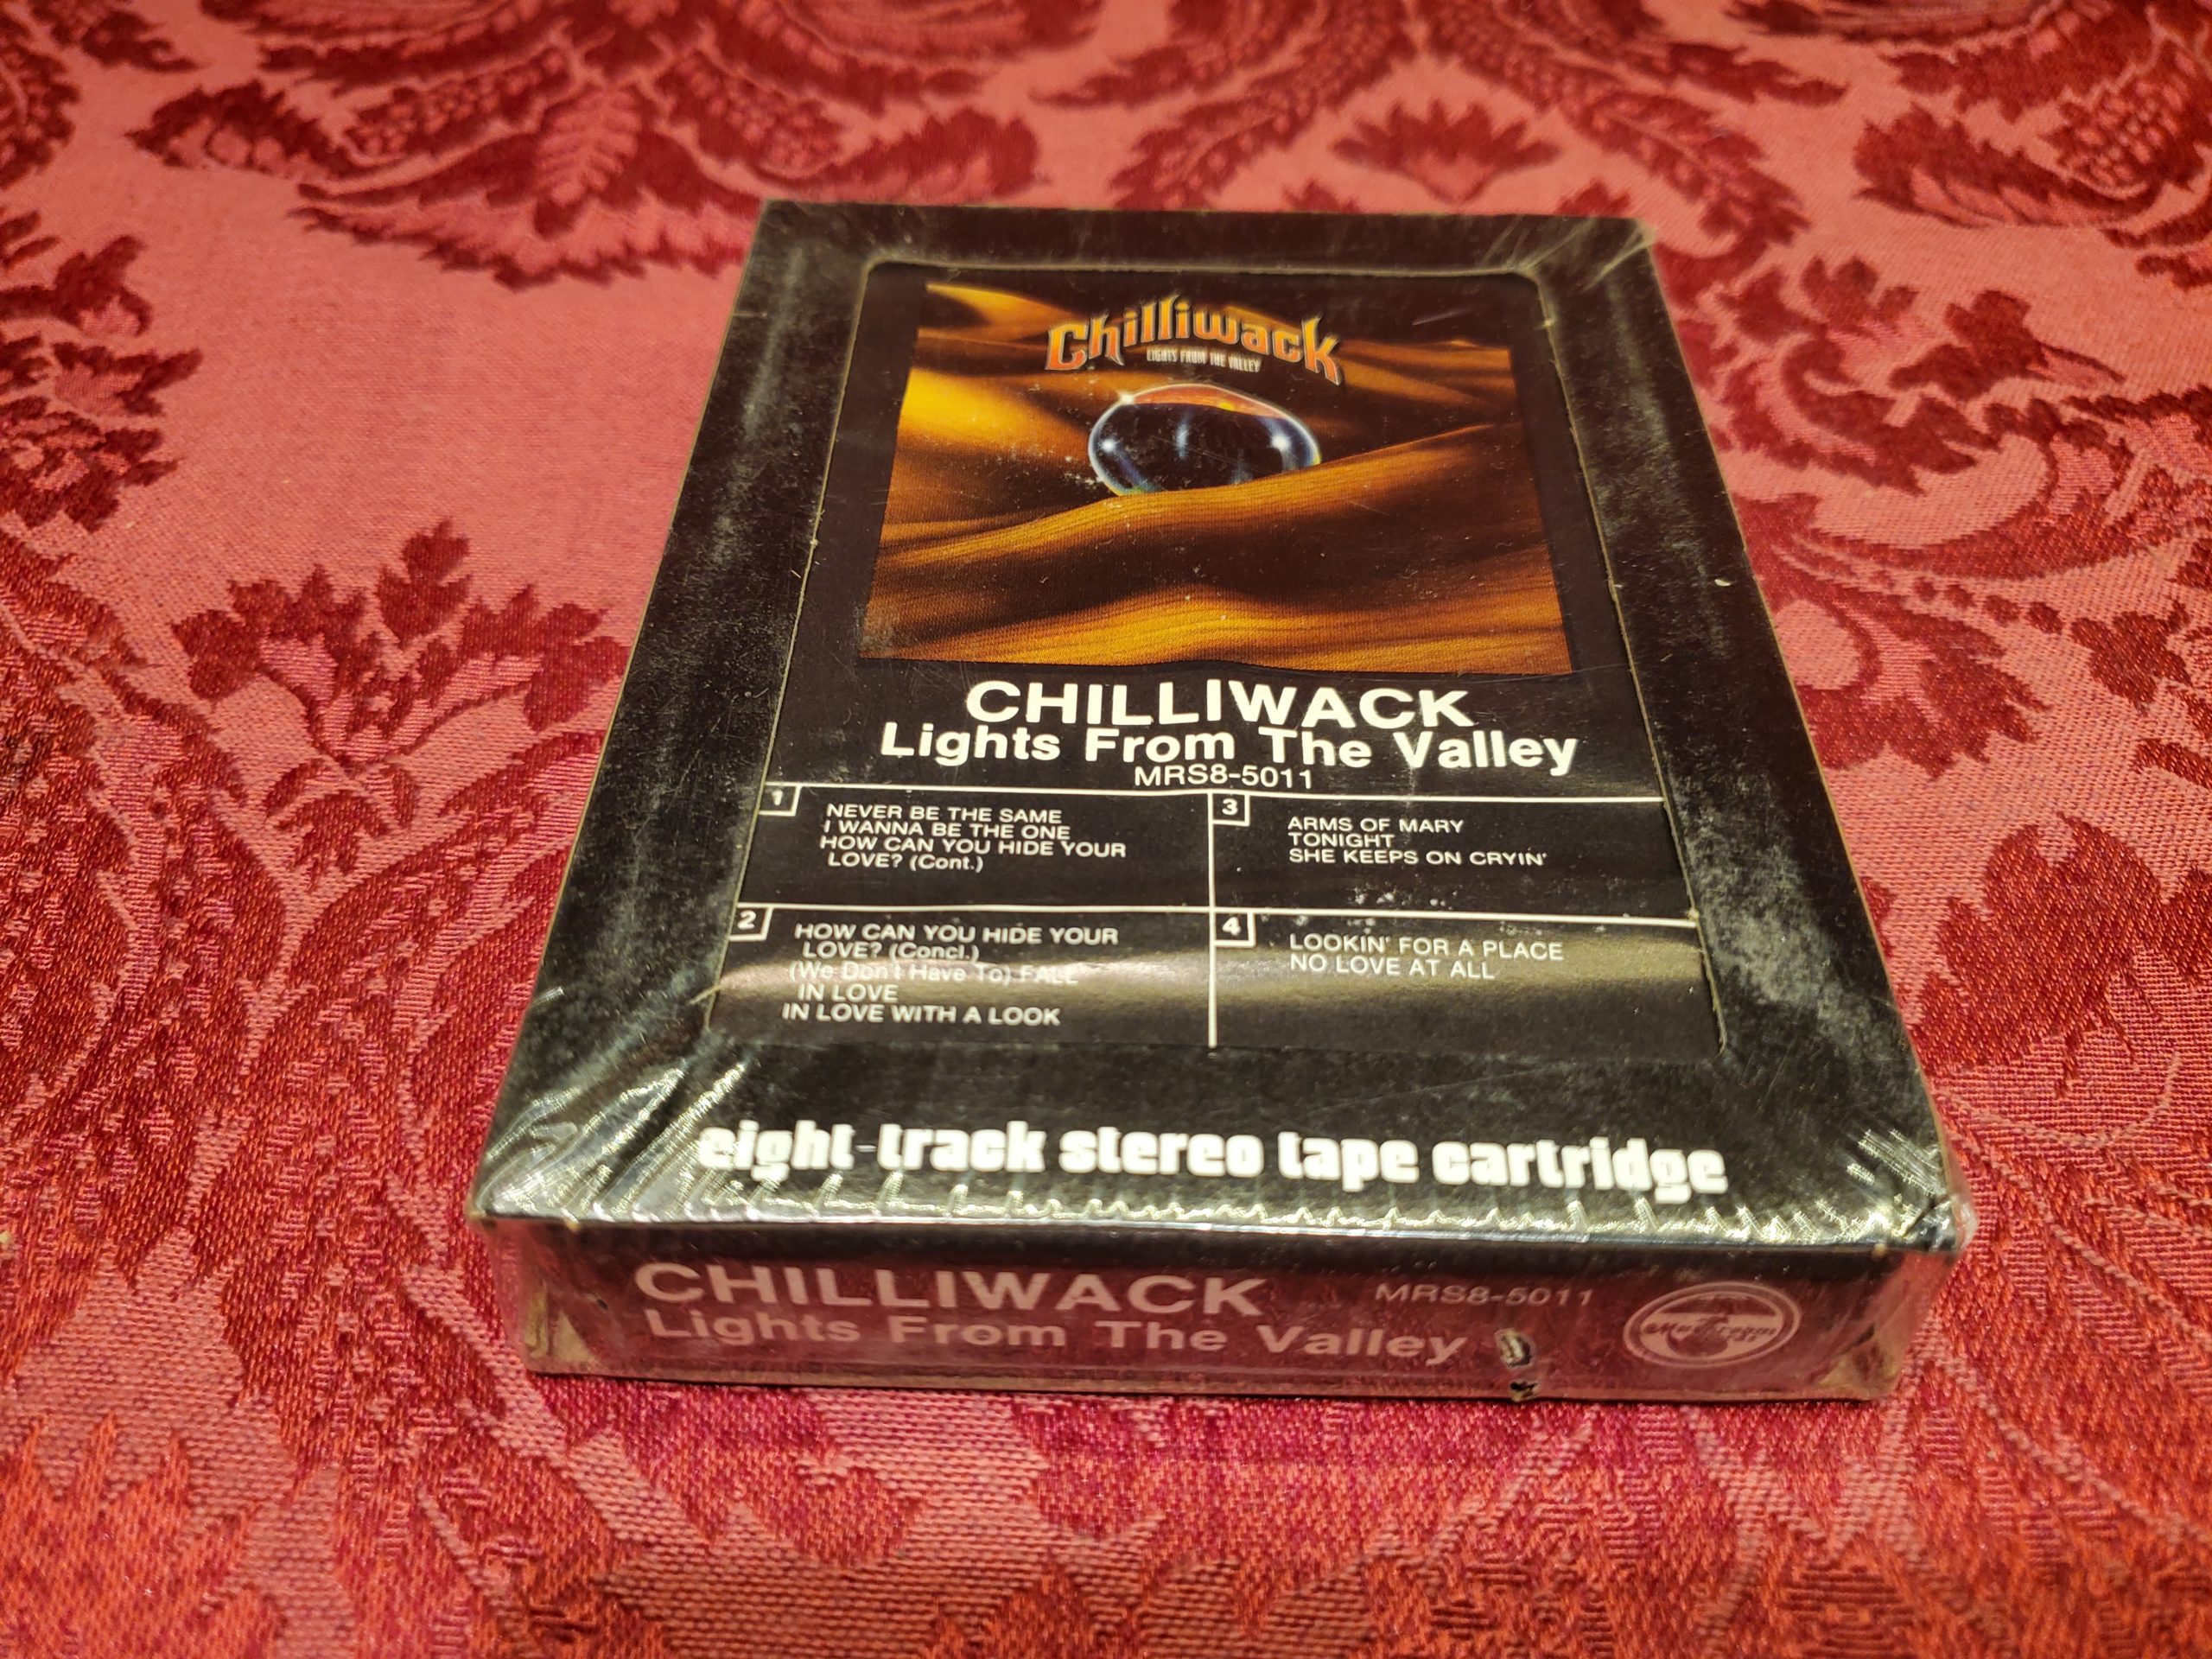 Chilliwack
LIGHTS FROM THE VALLEY
CHILLIWACK
Lights From The Valley
MRS8-5011
1
NEVER BE THE SAME
I WANNA BE THE ONE
HOW CAN YOU HIDE YOUR
LOVE? (Cont.)
2
HOW CAN YOU HIDE YOUR
LOVE? (Concl.)
(We Don't Have To) FALL
IN LOVE
IN LOVE WITH A LOOK
3
ARMS OF MARY
TONIGHT
SHE KEEPS ON CRYIN'
4
LOOKIN' FOR A PLACE
NO LOVE AT ALL
eight-track stereo tape cartridge
CHILLIWACK
Lights From The Valley
MRS8-5011
Mushroom